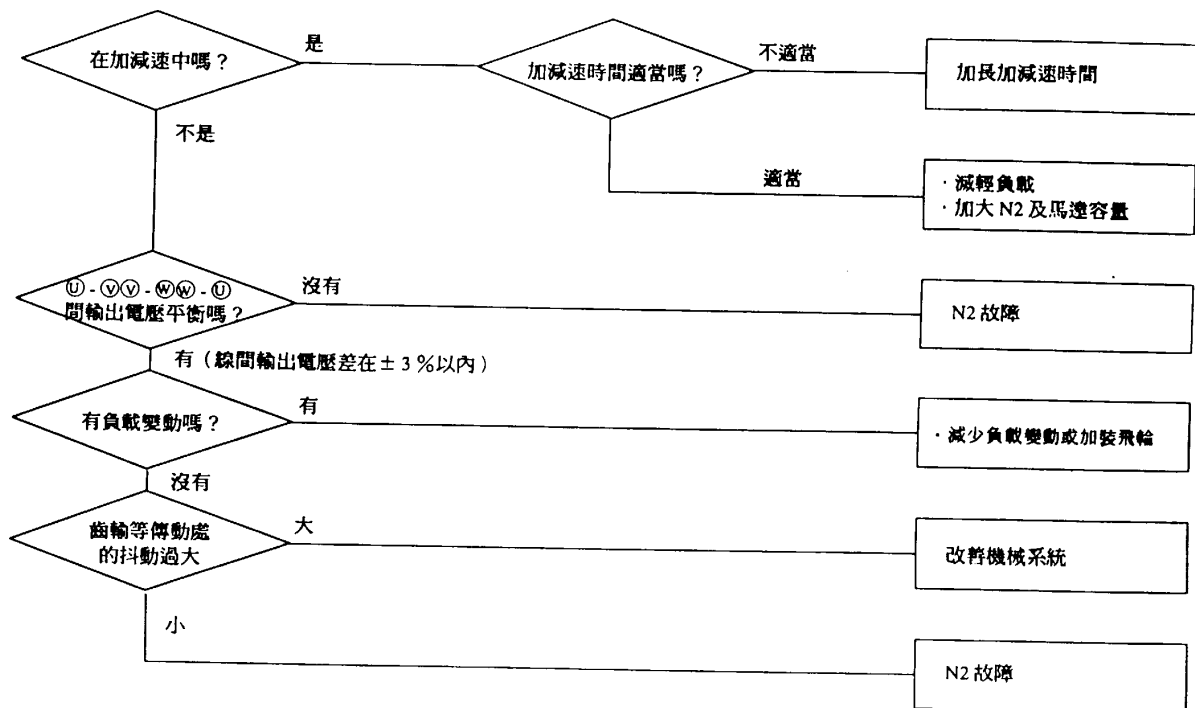 在加減速中嗎？
是
加減速時間適當嗎？
不適當
加長加減速時間
不是
適當
· 減輕負載
· 加大 N2 及馬達容量
Ⓤ - ⓋⓋ - ⓌⓌ - Ⓤ
間輸出電壓平衡嗎？
沒有
N2 故障
有（線間輸出電壓差在 ± 3 ％以內）
有負載變動嗎？
有
· 減少負載變動或加裝飛輪
沒有
齒輪等傳動處
的抖動過大
大
改善機械系統
小
N2 故障